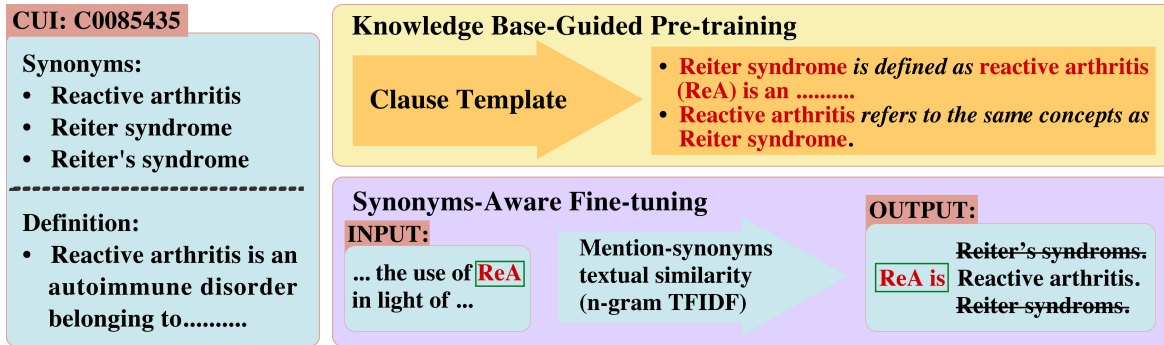 CUI: C0085435
Synonyms:
• Reactive arthritis
• Reiter syndrome
• Reiter's syndrome
Definition:
• Reactive arthritis is an
autoimmune disorder
belonging to..........
Knowledge Base-Guided Pre-training
Clause Template
• Reiter syndrome is defined as reactive arthritis
(ReA) is an ..........
• Reactive arthritis refers to the same concepts as
Reiter syndrome.
Synonyms-Aware Fine-tuning
INPUT:
... the use of ReA
in light of ...
Mention-synonyms
textual similarity
(n-gram TFIDF)
OUTPUT:
Reiter's syndroms.
ReA is Reactive arthritis.
Reiter syndroms.